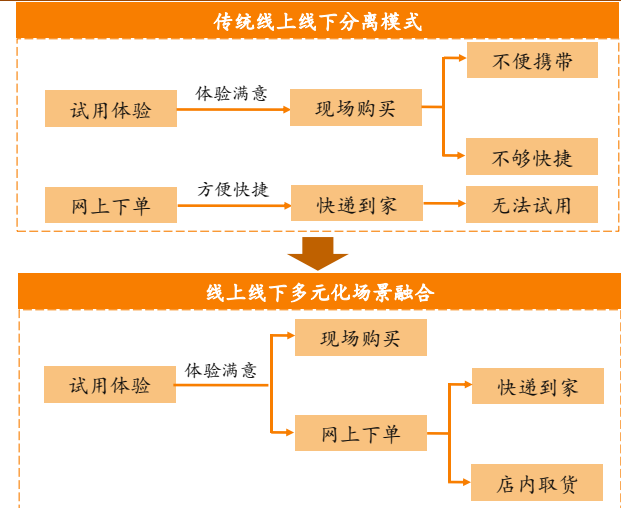 传统线上线下分离模式
不便携带
试用体验
体验满意
现场购买
不够快捷
网上下单
方便快捷
快递到家
无法试用
线上线下多元化场景融合
现场购买
试用体验
体验满意
快递到家
网上下单
店内取货